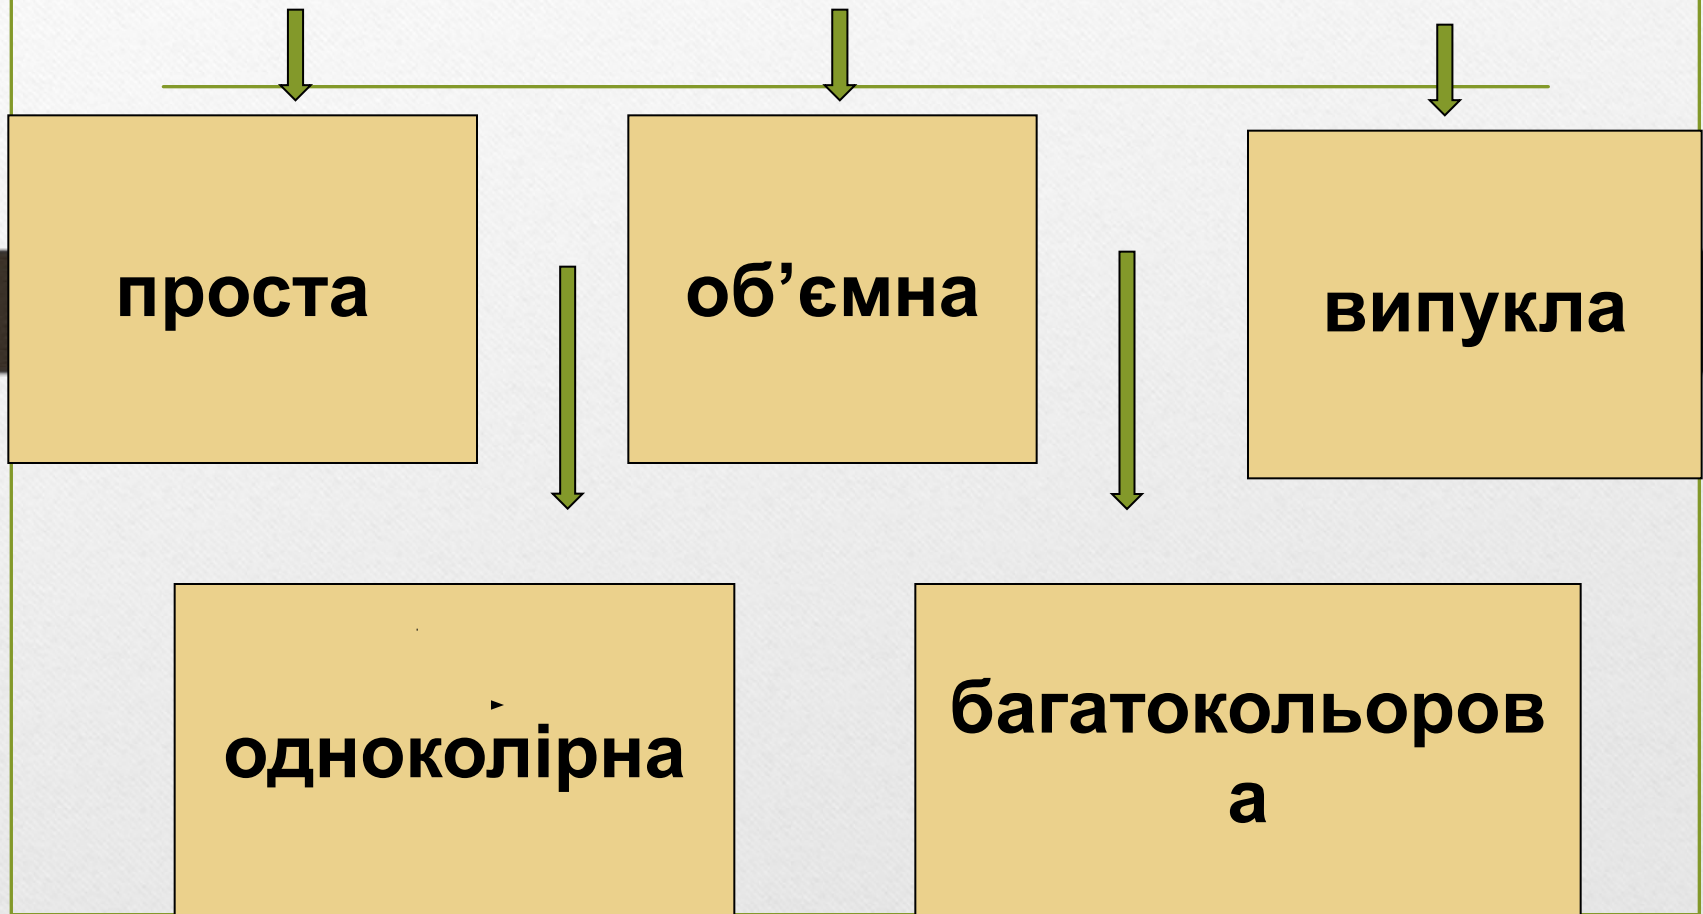 проста
об’ємна
випукла
одноколірна
багатокольоров
а